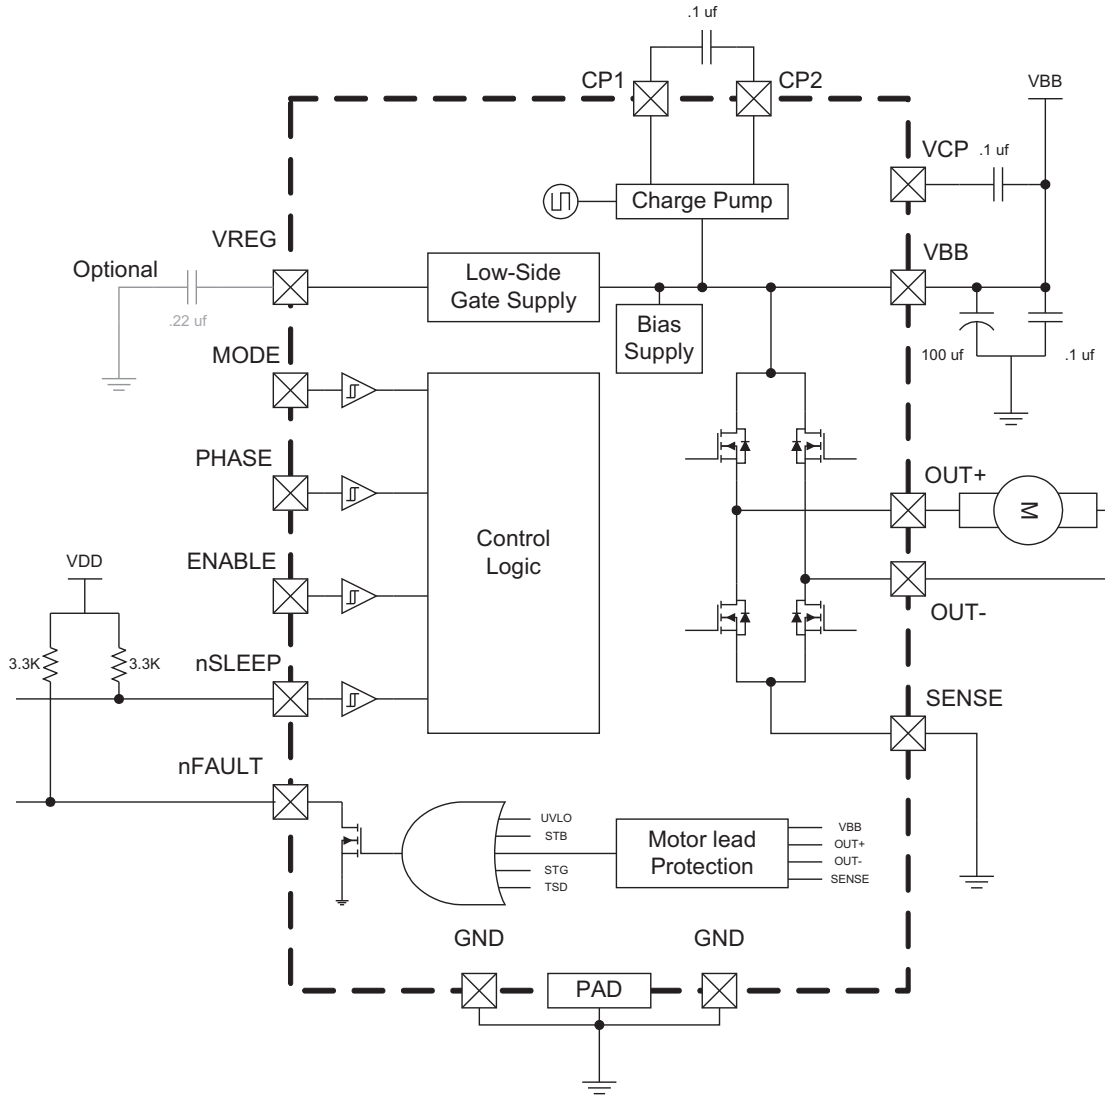 .1 uf
CP1
CP2
VBB
VCP
.1 uf
Charge Pump
VREG
VBB
Optional
Low-Side
Gate Supply
.22 uf
Bias
Supply
100 uf
.1 uf
MODE
PHASE
OUT+
M
Control
Logic
VDD
ENABLE
OUT-
3.3K
3.3K
nSLEEP
SENSE
nFAULT
UVLO
STB
STG
TSD
Motor lead
Protection
VBB
OUT+
OUT-
SENSE
GND
GND
PAD